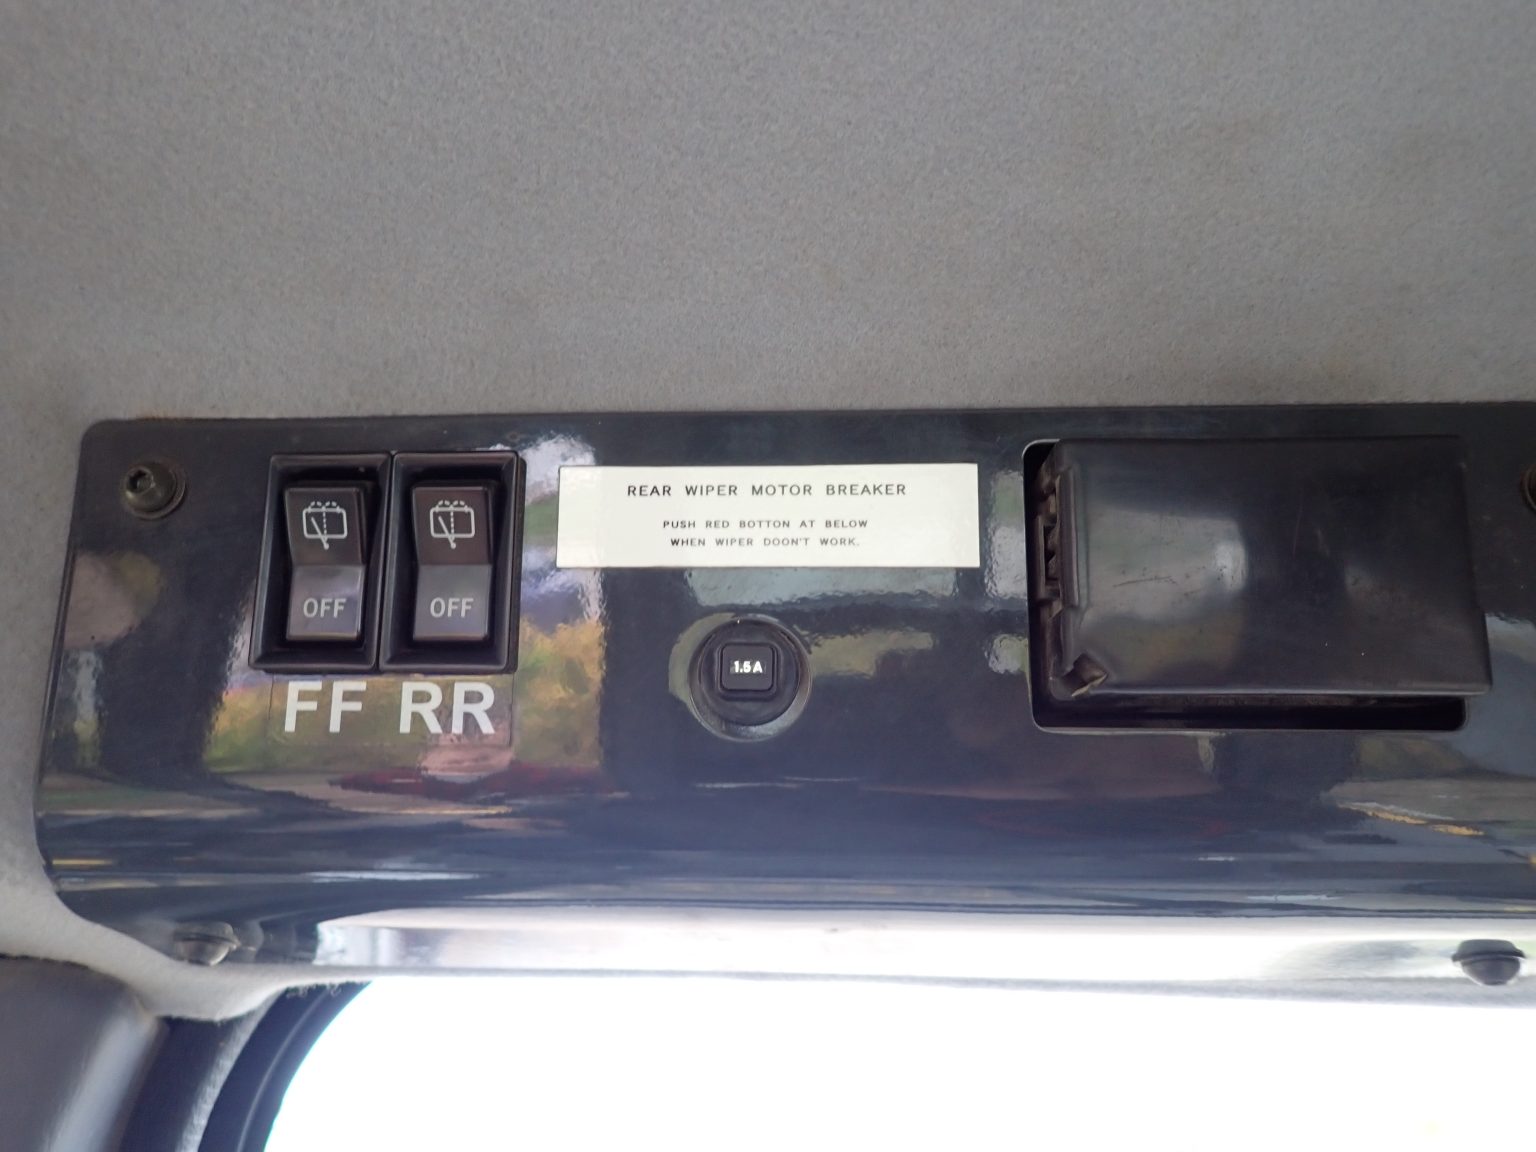 REAR WIPER MOTOR BREAKER
PUSH RED BOTTON AT BELOW
WHEN WIPER DOON'T WORK.
OFF OFF
1.5A
FF RR